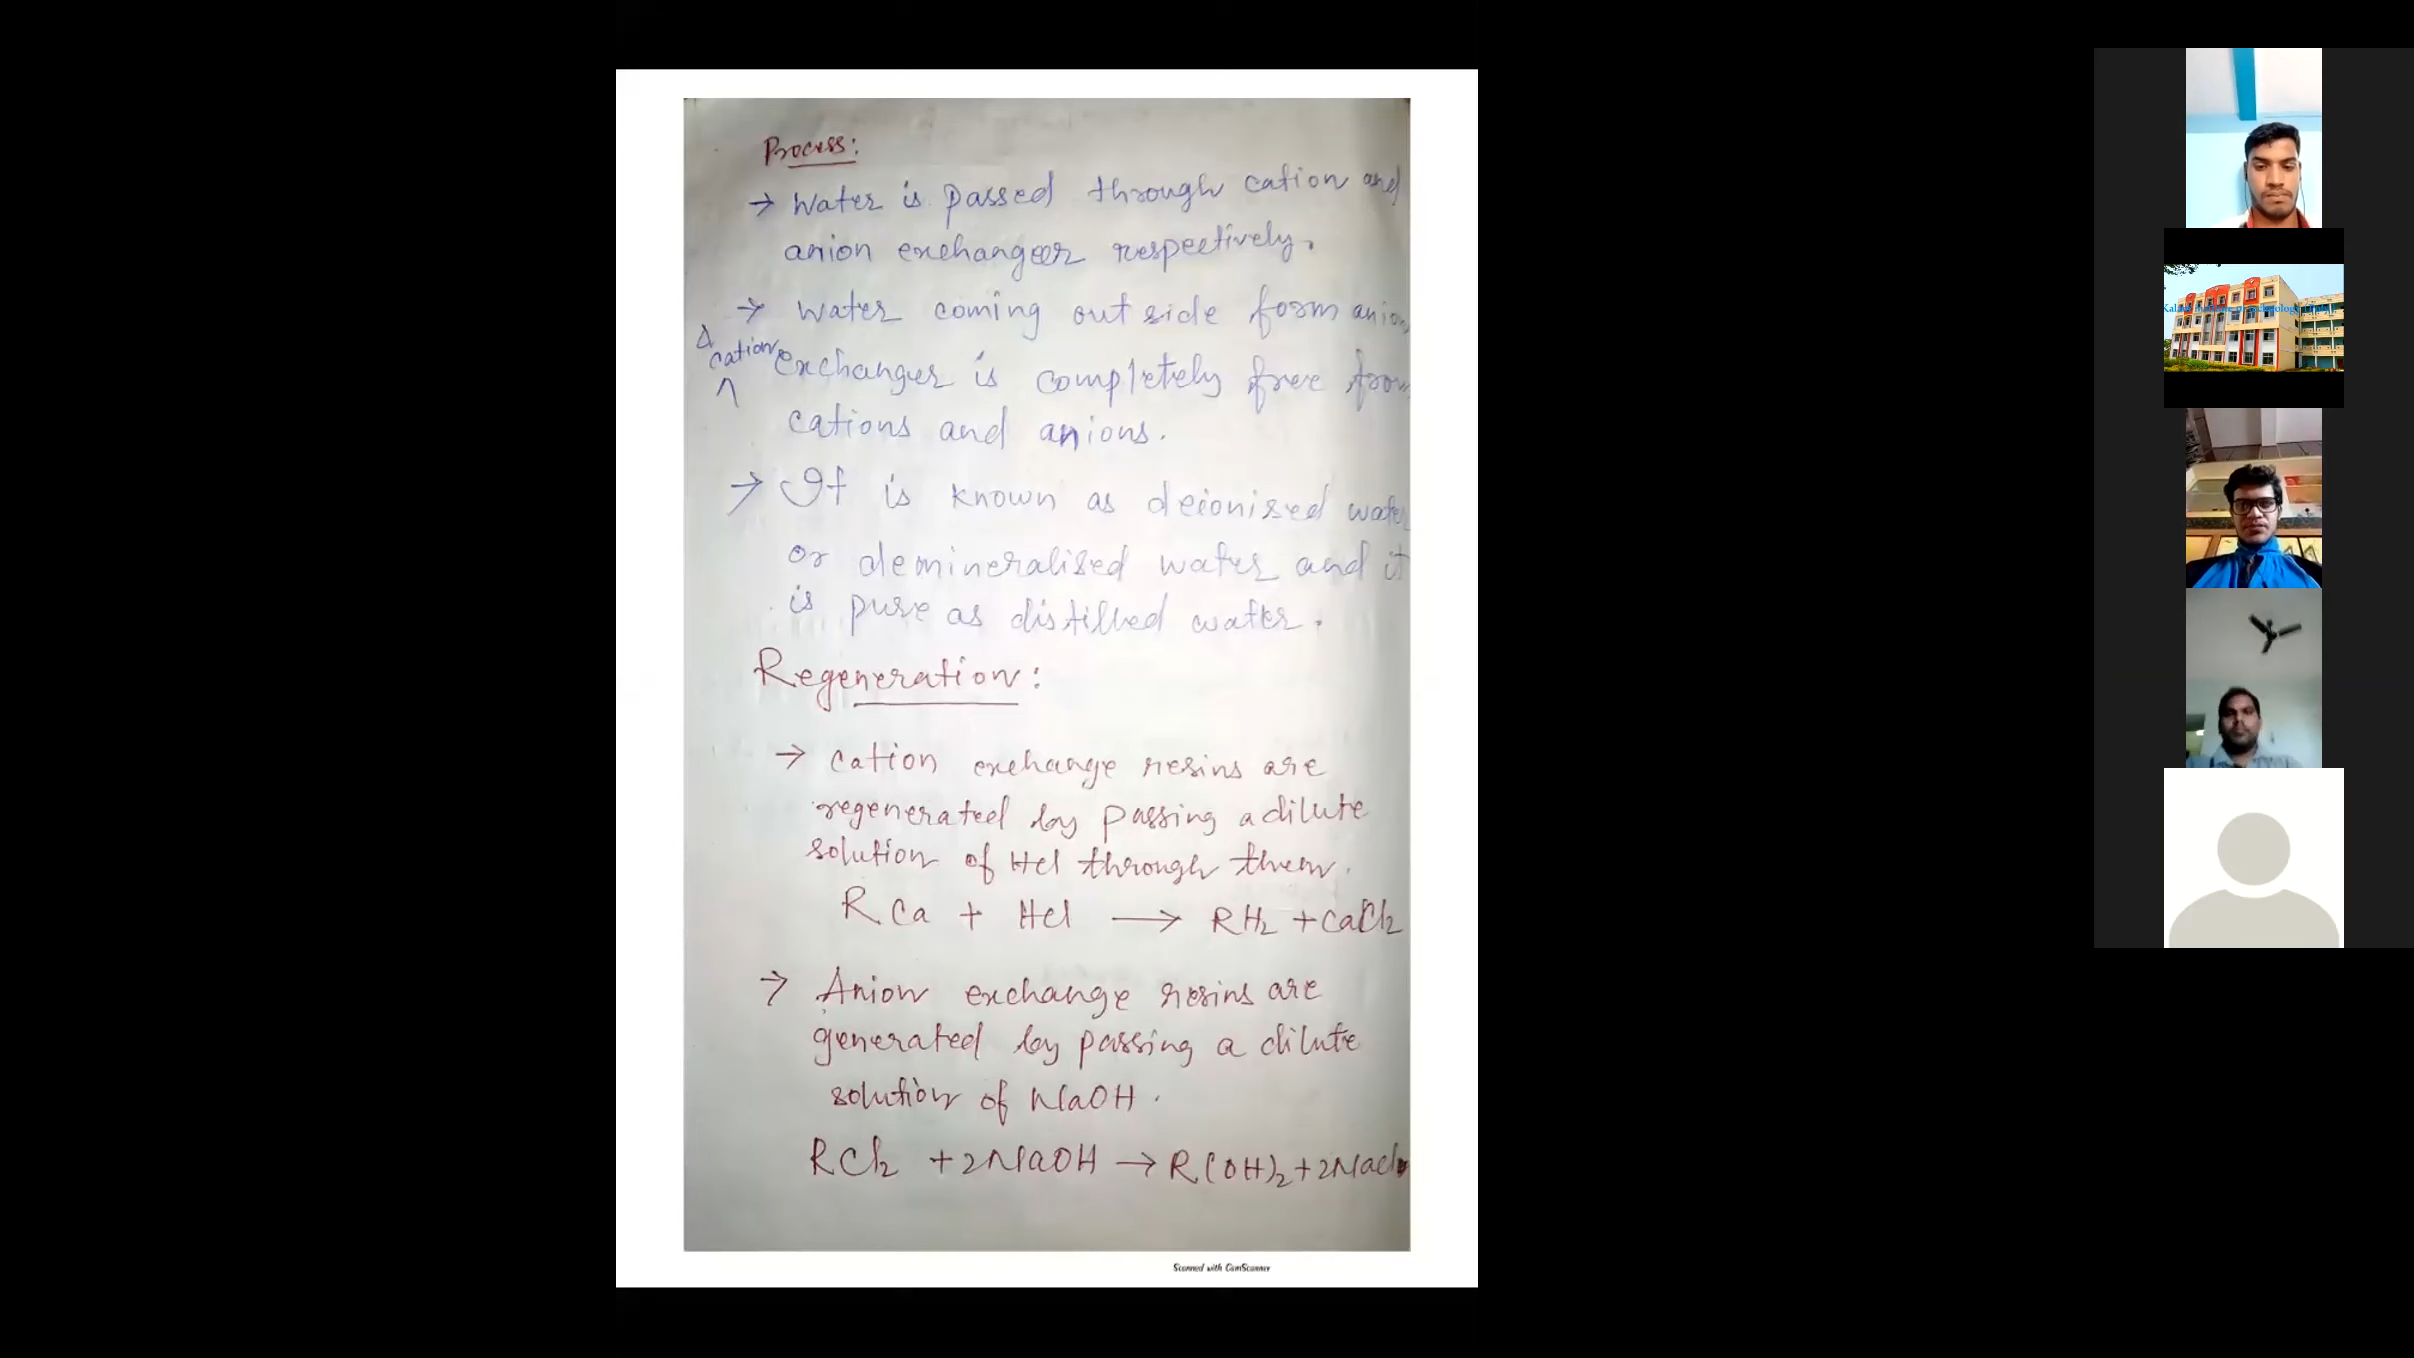 Process:
→ Water is passed through cation and
anion exchangeer respectively.
→ Water coming out side form anion
& cation exchanger is completely free from
cations and anions.
→ It is known as deionised water
or demineralised water and it
is pure as distilled water.
Regeneration:
→ cation exchange resins are
regenerated by passing a dilute
solution of Hcl through them.
RCa + Hcl → RH₂ + CaCl₂
→ Anion exchange resins are
generated by passing a dilute
solution of NaOH.
RCl₂ + 2NaOH → R(OH)₂ + 2Nacl
Scanned with CamScanner